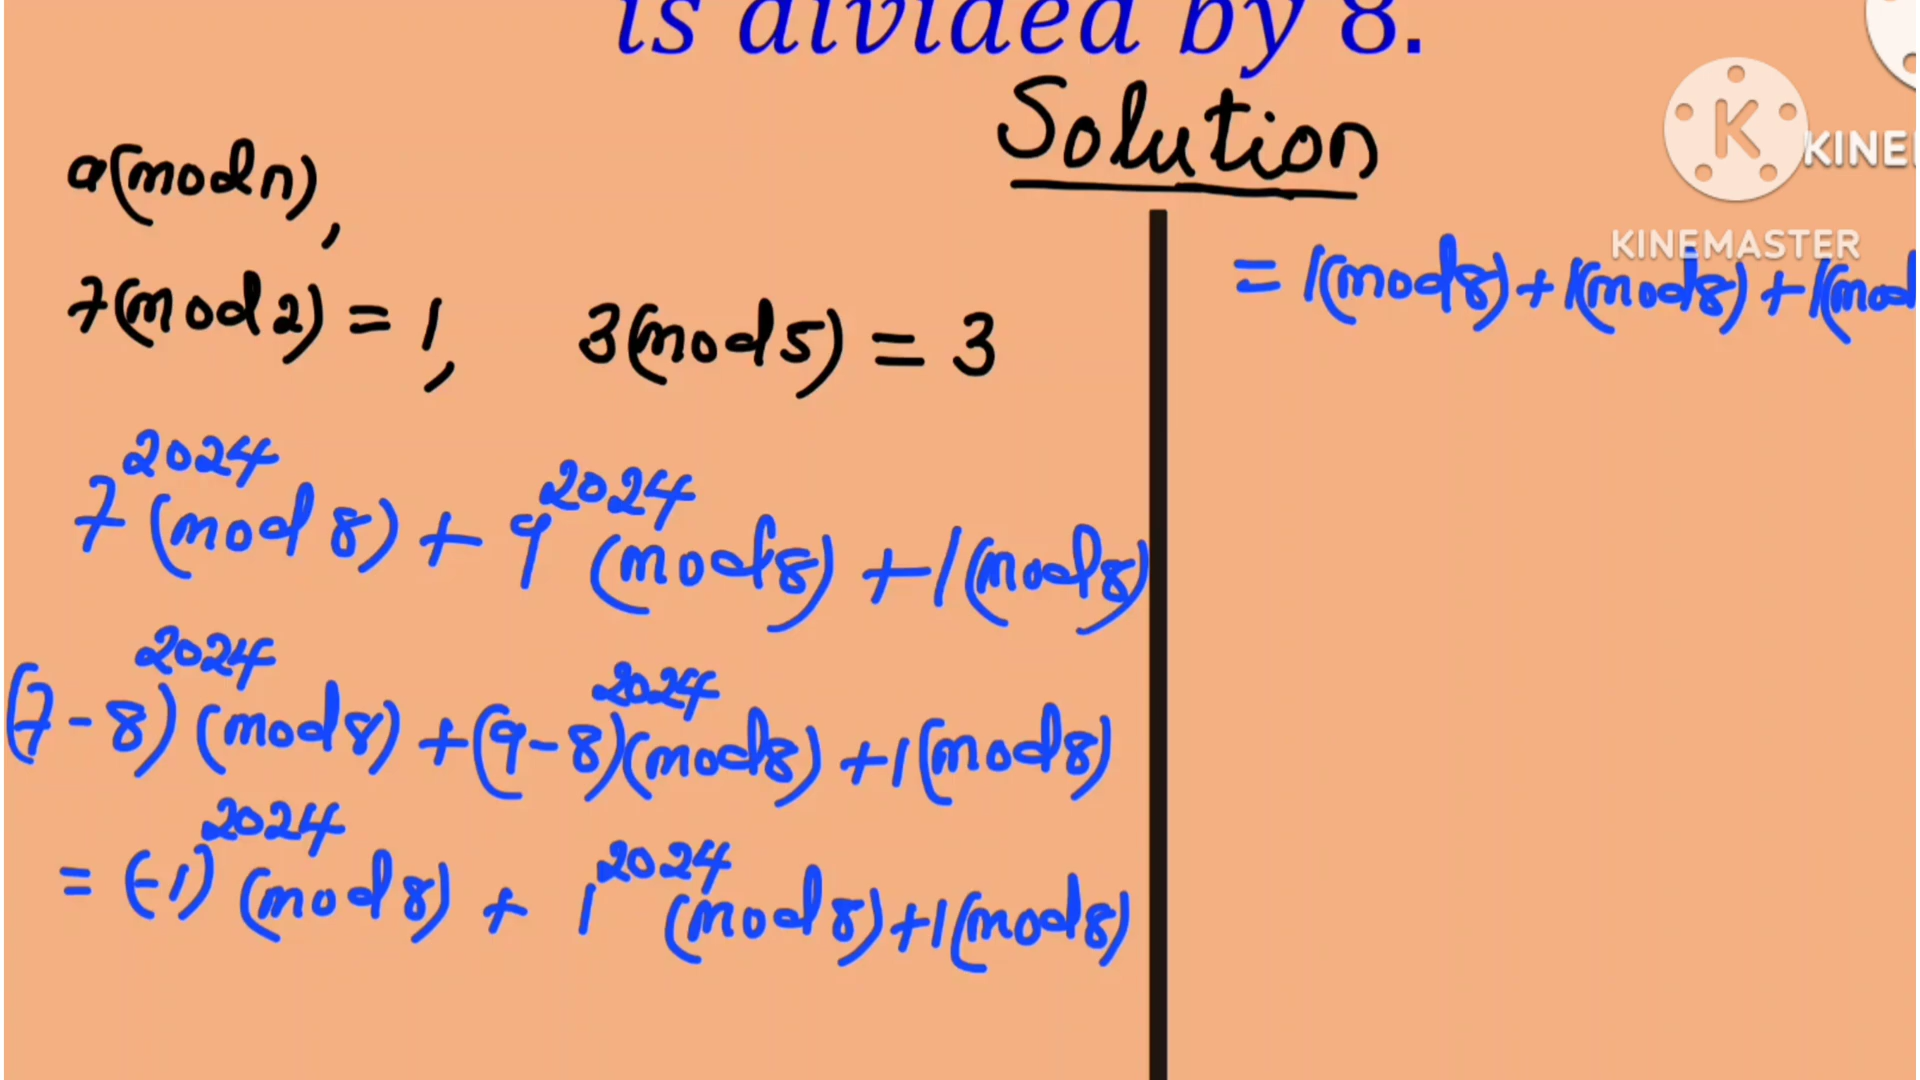 is divided by 8.
Solution
a(mod n),
7(mod 2) = 1, 3(mod 5) = 3
7^2024 (mod 8) + 9^2024 (mod 8) + 1(mod 8)
(7-8)^2024 (mod 8) + (9-8)^2024 (mod 8) + 1(mod 8)
= (-1)^2024 (mod 8) + 1^2024 (mod 8) + 1(mod 8)
= 1(mod 8) + 1(mod 8) + 1(mod
K
KINE
KINEMASTER